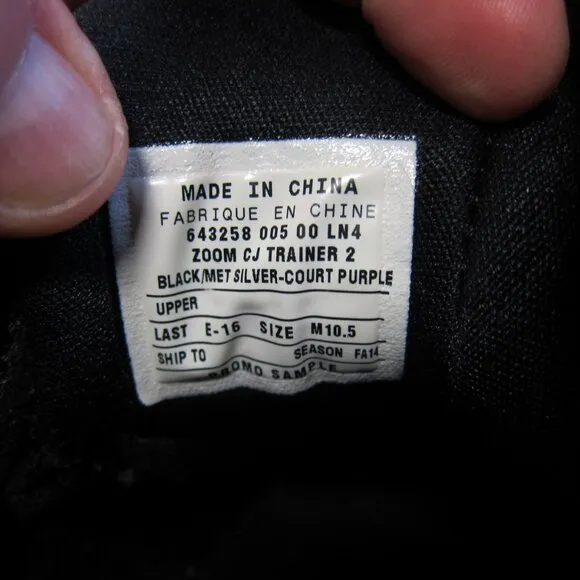 MADE IN CHINA
FABRIQUE EN CHINE
643258 005 00 LN4
ZOOM CJ TRAINER 2
BLACK/MET SILVER-COURT PURPLE
UPPER
LAST E-16 SIZE M10.5
SHIP TO SEASON FA14
PROMO SAMPLE